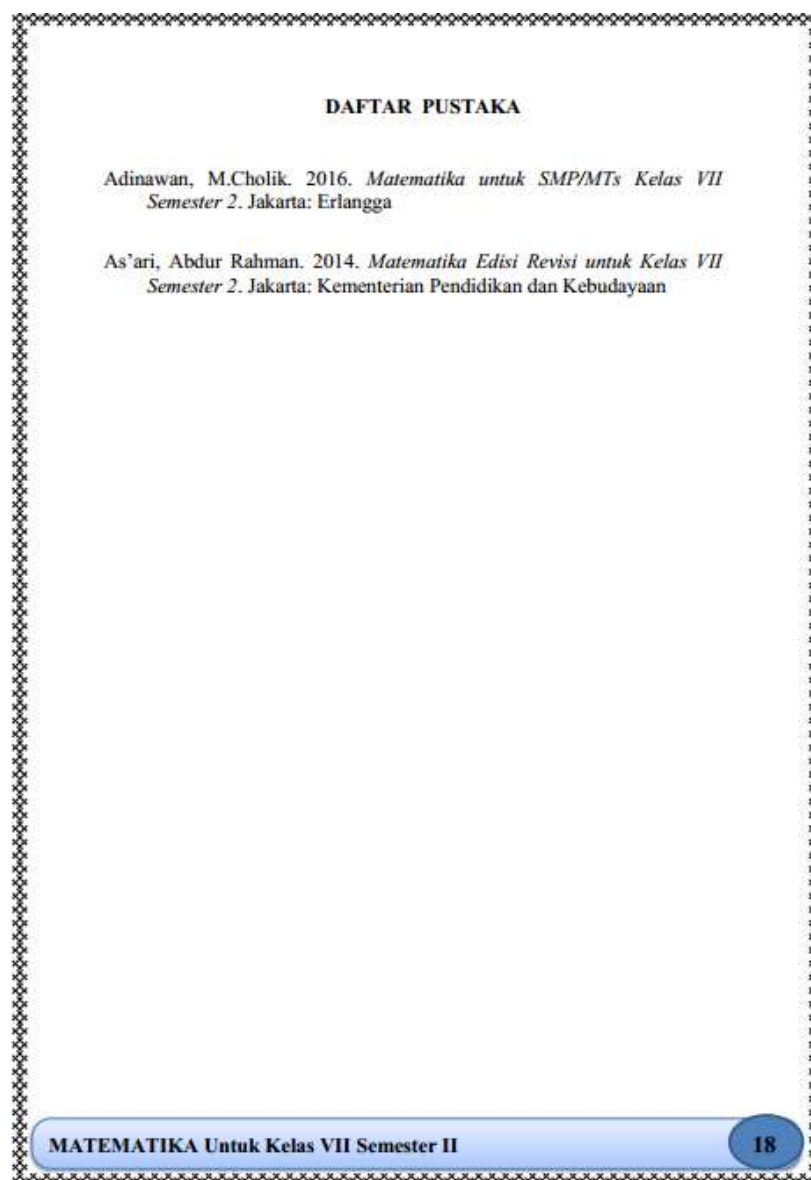 DAFTAR PUSTAKA
Adinawan, M.Cholik. 2016. Matematika untuk SMP/MTs Kelas VII
Semester 2. Jakarta: Erlangga
As'ari, Abdur Rahman. 2014. Matematika Edisi Revisi untuk Kelas VII
Semester 2. Jakarta: Kementerian Pendidikan dan Kebudayaan
MATEMATIKA Untuk Kelas VII Semester II
18